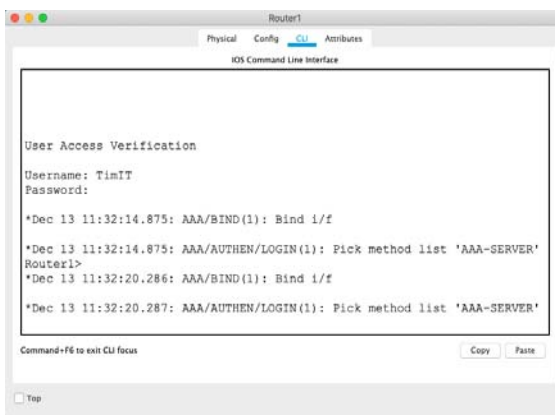 Router1
Physical Config CLI Attributes
IOS Command Line Interface
User Access Verification
Username: TimIT
Password:
*Dec 13 11:32:14.875: AAA/BIND(1): Bind i/f
*Dec 13 11:32:14.875: AAA/AUTHEN/LOGIN(1): Pick method list 'AAA-SERVER'
Router1>
*Dec 13 11:32:20.286: AAA/BIND(1): Bind i/f
*Dec 13 11:32:20.287: AAA/AUTHEN/LOGIN(1): Pick method list 'AAA-SERVER'
Command+F6 to exit CLI focus
Copy Paste
Top